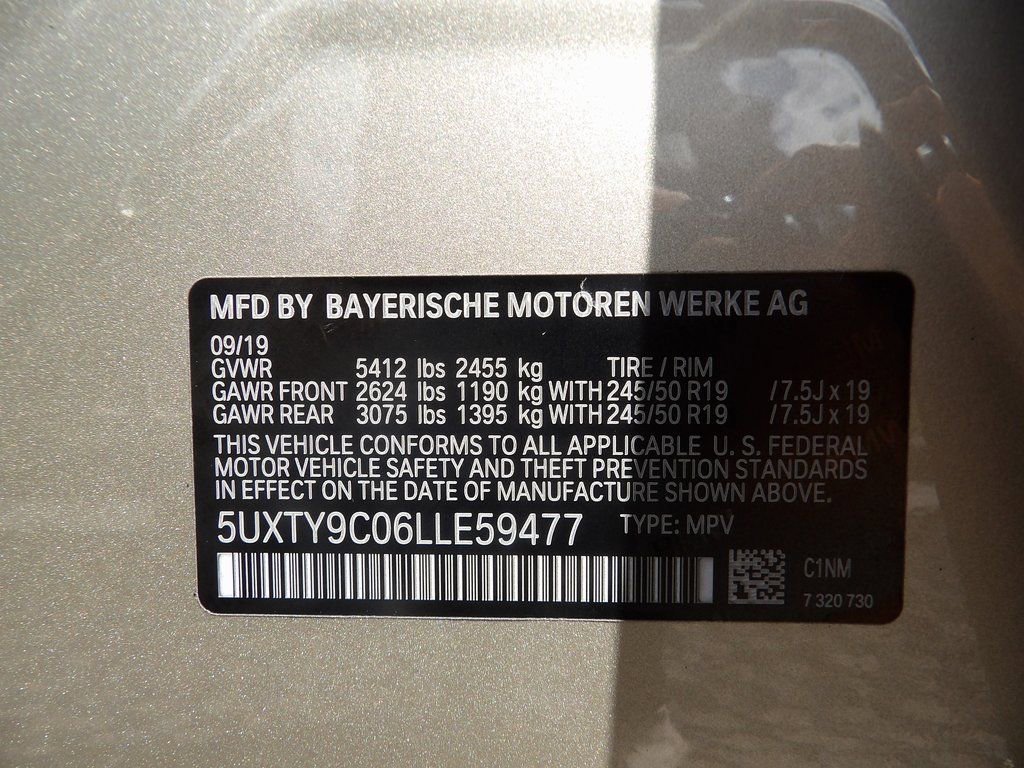 MFD BY BAYERISCHE MOTOREN WERKE AG
09/19
GVWR 5412 lbs 2455 kg TIRE / RIM
GAWR FRONT 2624 lbs 1190 kg WITH 245/50 R19 / 7.5J x 19
GAWR REAR 3075 lbs 1395 kg WITH 245/50 R19 / 7.5J x 19
THIS VEHICLE CONFORMS TO ALL APPLICABLE U. S. FEDERAL
MOTOR VEHICLE SAFETY AND THEFT PREVENTION STANDARDS
IN EFFECT ON THE DATE OF MANUFACTURE SHOWN ABOVE.
5UXTY9C06LLE59477 TYPE: MPV
C1NM
7 320 730